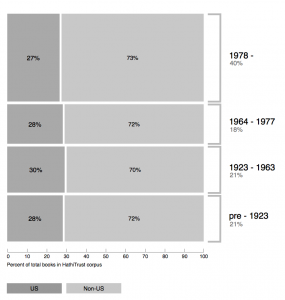 27%
73%
1978 -
40%
28%
72%
1964 - 1977
18%
30%
70%
1923 - 1963
21%
28%
72%
pre - 1923
21%
0 10 20 30 40 50 60 70 80 90 100
Percent of total books in HathiTrust corpus
US
Non-US